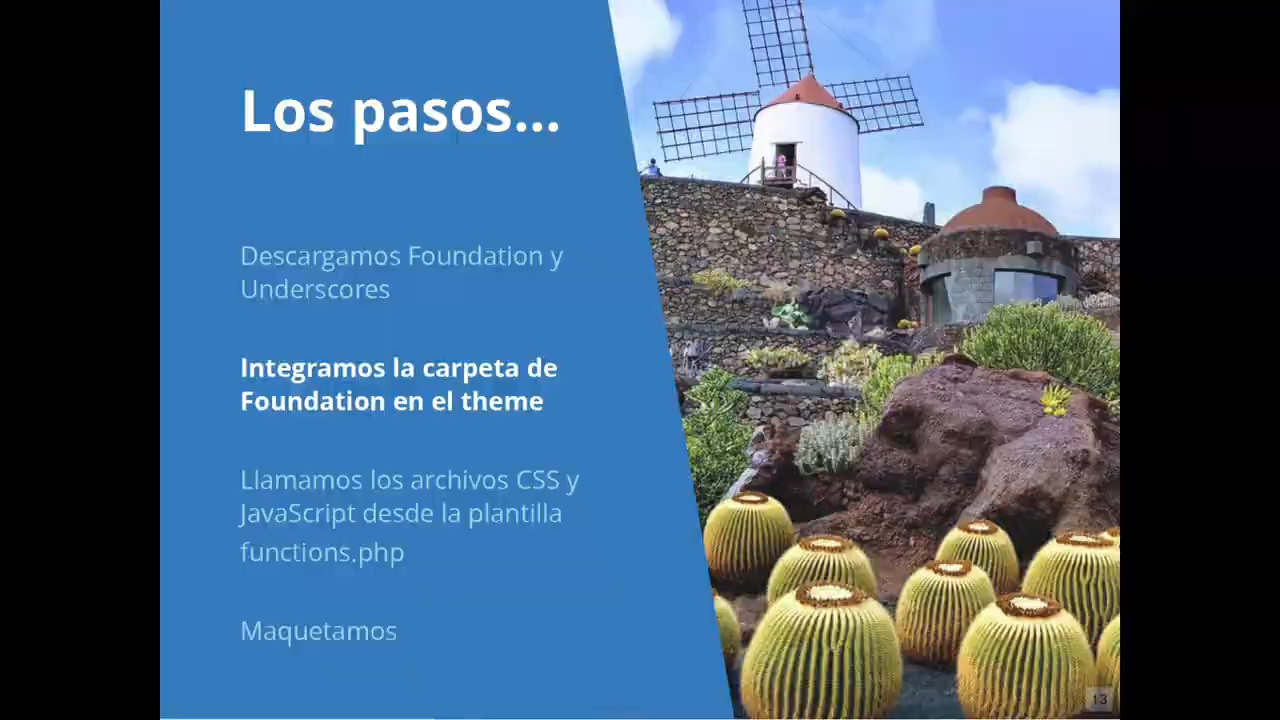 Los pasos...
Descargamos Foundation y
Underscores
Integramos la carpeta de
Foundation en el theme
Llamamos los archivos CSS y
JavaScript desde la plantilla
functions.php
Maquetamos
13